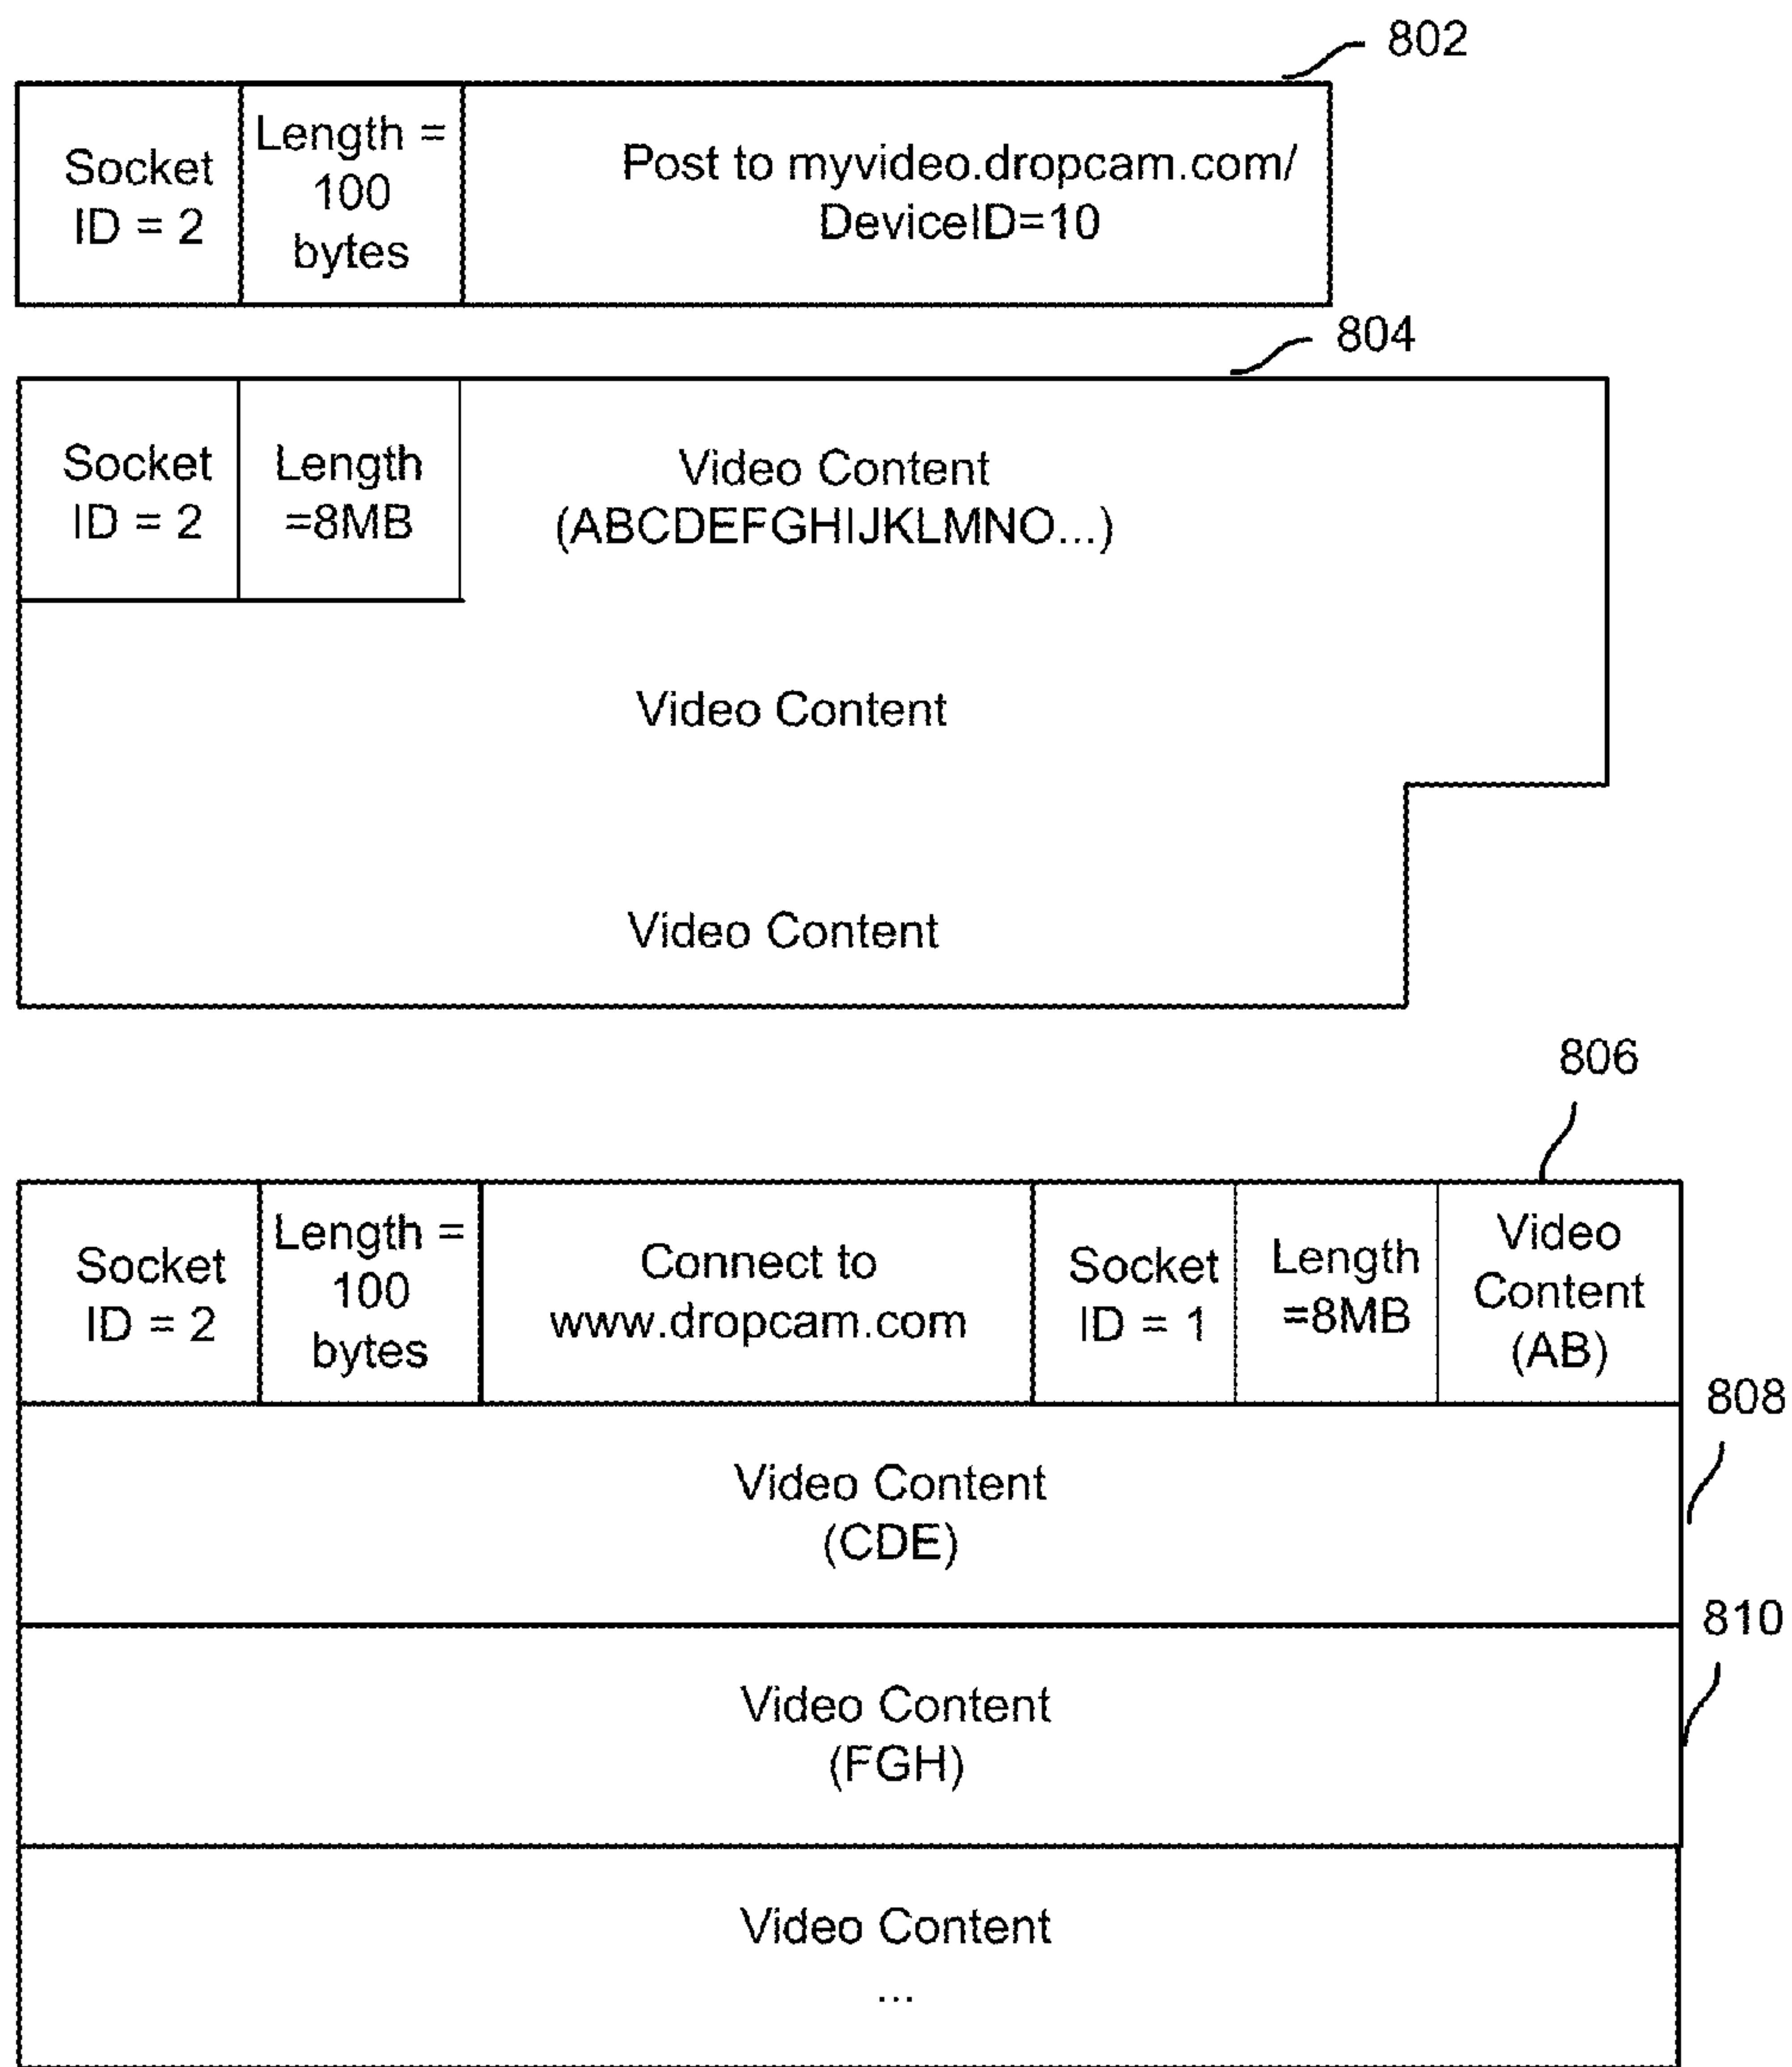 802
Socket
ID = 2
Length =
100
bytes
Post to myvideo.dropcam.com/
DeviceID=10
804
Socket
ID = 2
Length
=8MB
Video Content
(ABCDEFGHIJKLMNO...)
Video Content
Video Content
806
Socket
ID = 2
Length =
100
bytes
Connect to
www.dropcam.com
Socket
ID = 1
Length
=8MB
Video
Content
(AB)
808
Video Content
(CDE)
810
Video Content
(FGH)
Video Content
...